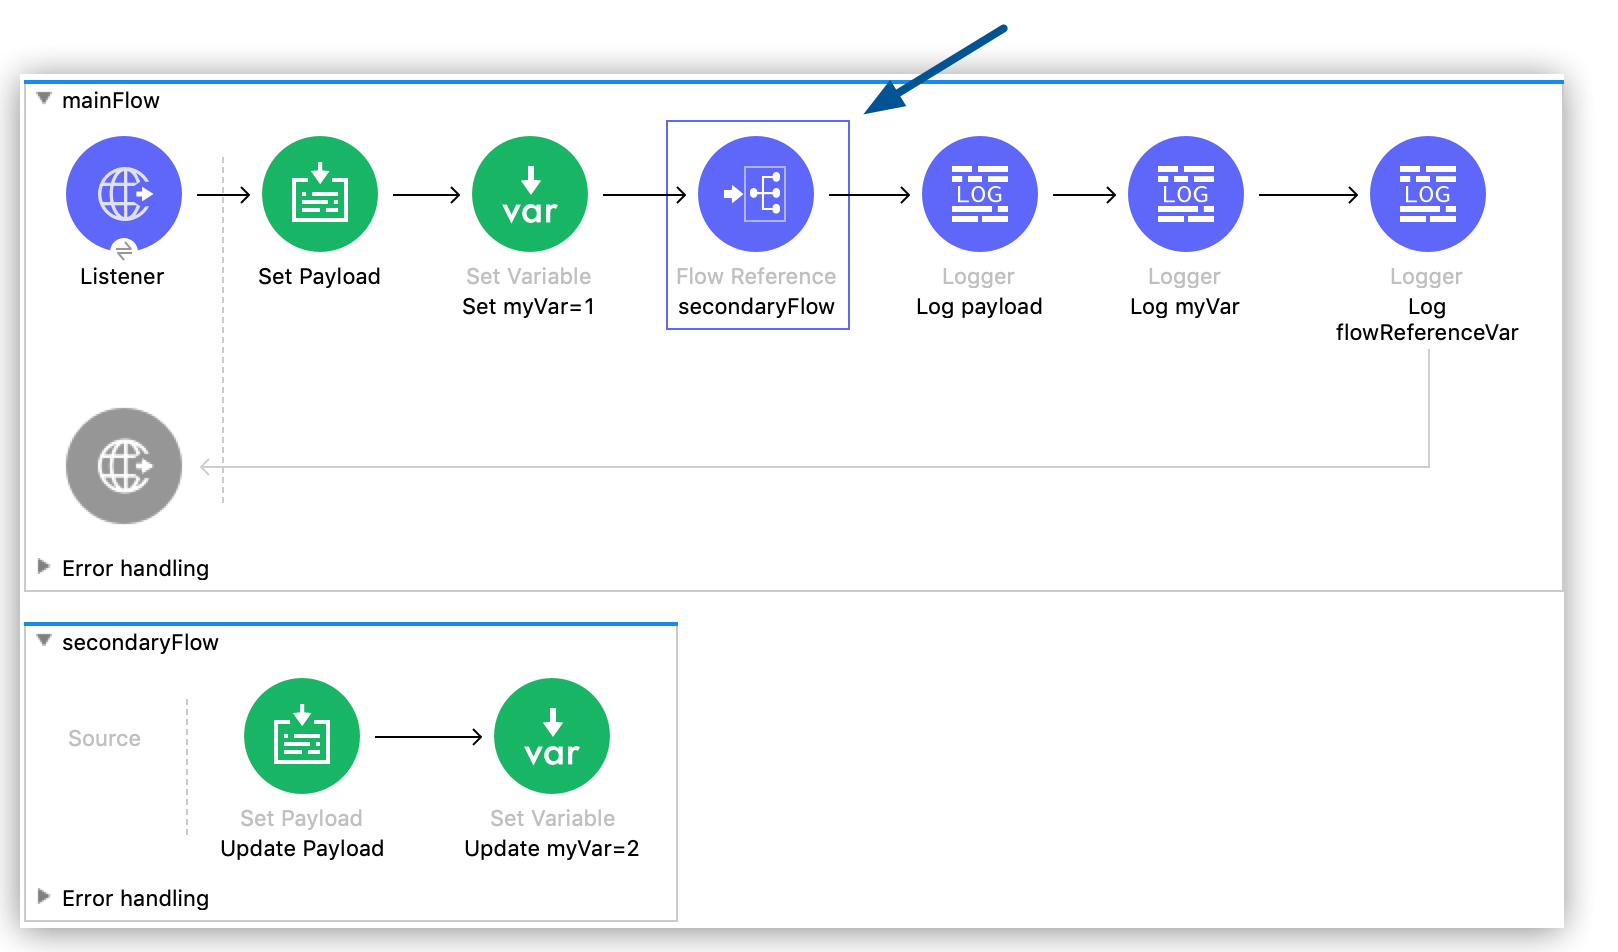 mainFlow
LOG LOG LOG
var
Listener Set Payload Set Variable Flow Reference Logger Logger Logger
Set myVar=1 secondaryFlow Log payload Log myVar Log
flowReferenceVar
Error handling
secondaryFlow
Source
var
Set Payload Set Variable
Update Payload Update myVar=2
Error handling